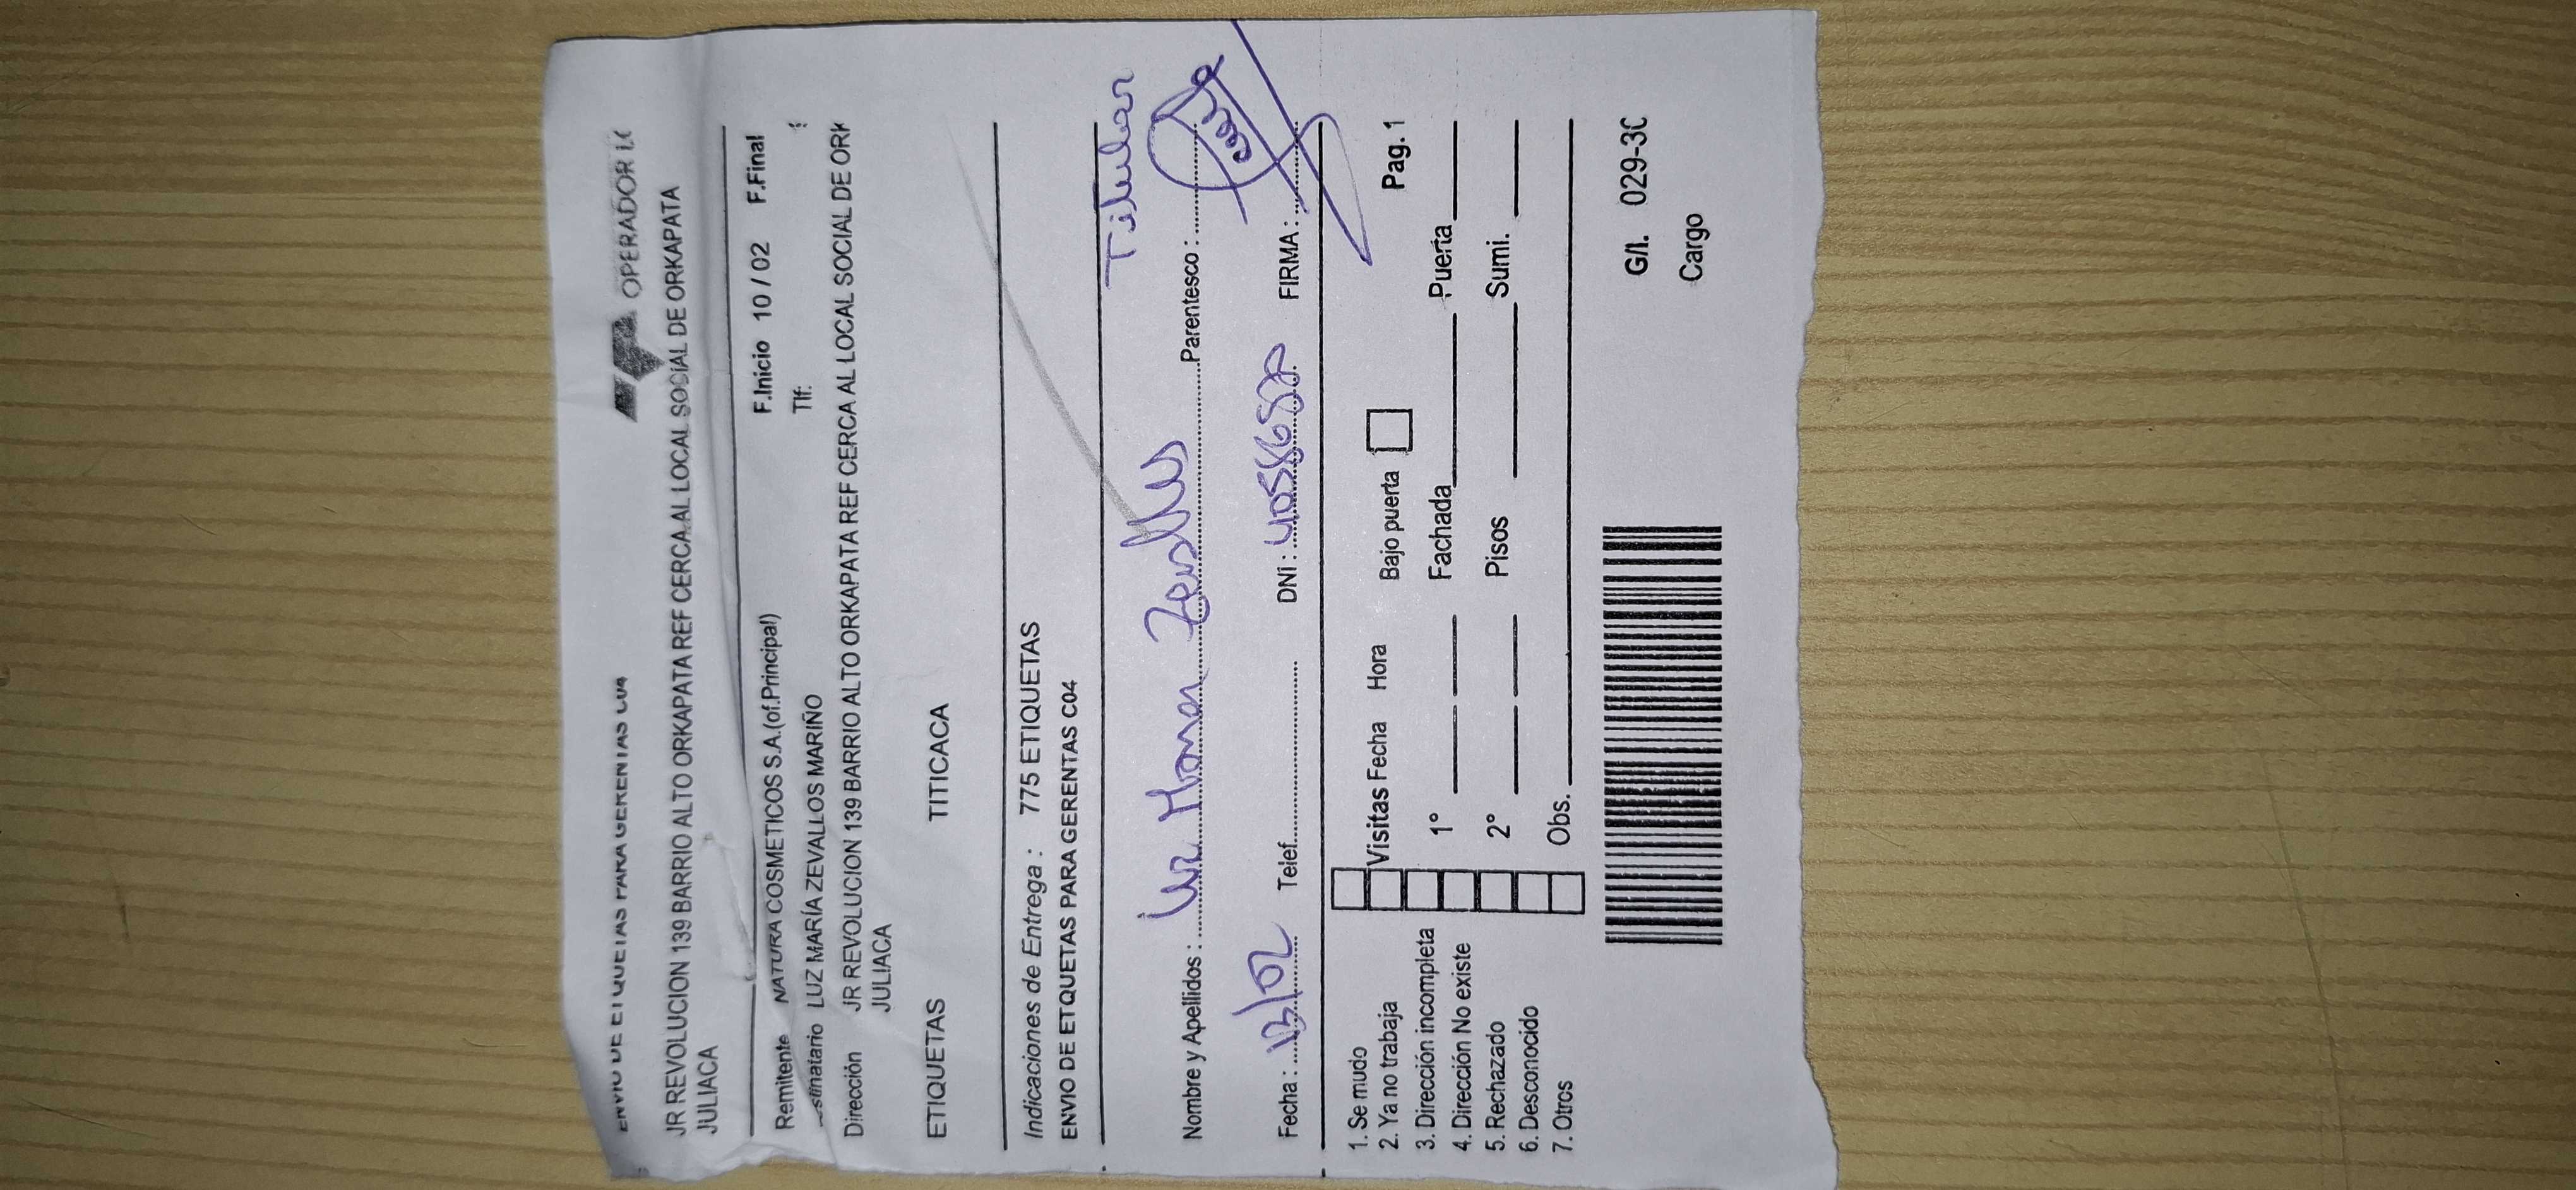 ENVIO DE ETIQUETAS PARA GERENTAS C04
OPERADOR
JR REVOLUCION 139 BARRIO ALTO ORKAPATA REF CERCA AL LOCAL SOCIAL DE ORKAPATA
JULIACA
Remitente NATURA COSMETICOS S.A.(of.Principal) F.Inicio 10 / 02 F.Final
stinatario LUZ MARÍA ZEVALLOS MARIÑO Tlf:
Dirección JR REVOLUCION 139 BARRIO ALTO ORKAPATA REF CERCA AL LOCAL SOCIAL DE ORK
JULIACA
ETIQUETAS TITICACA
Indicaciones de Entrega : 775 ETIQUETAS
ENVIO DE ETQUETAS PARA GERENTAS C04
Titular
Nombre y Apellidos : Parentesco :
Fecha : 13/02 Telef. DNI : FIRMA :
1. Se mudo
2. Ya no trabaja
3. Dirección incompleta
4. Dirección No existe
5. Rechazado
6. Desconocido
7. Otros
Visitas Fecha Hora Bajo puerta Pag. 1
1° Fachada Puerta
2° Pisos Sumi.
Obs.
G/I. 029-30
Cargo